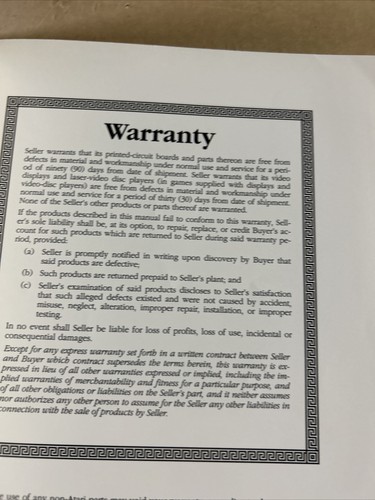 Warranty
Seller warrants that its printed-circuit boards and parts thereon are free from
defects in material and workmanship under normal use and service for a peri-
od of ninety (90) days from date of shipment. Seller warrants that its video
displays and laser-video disc players (in games supplied with displays and
video-disc players) are free from defects in material and workmanship under
normal use and service for a period of thirty (30) days from date of shipment.
None of the Seller's other products or parts thereof are warranted.
If the products described in this manual fail to conform to this warranty, Sell-
er's sole liability shall be, at its option, to repair, replace, or credit Buyer's ac-
count for such products which are returned to Seller during said warranty pe-
riod, provided:
(a) Seller is promptly notified in writing upon discovery by Buyer that
said products are defective;
(b) Such products are returned prepaid to Seller's plant; and
(c) Seller's examination of said products discloses to Seller's satisfaction
that such alleged defects existed and were not caused by accident,
misuse, neglect, alteration, improper repair, installation, or improper
testing.
In no event shall Seller be liable for loss of profits, loss of use, incidental or
consequential damages.
Except for any express warranty set forth in a written contract between Seller
and Buyer which contract supersedes the terms herein, this warranty is ex-
pressed in lieu of all other warranties expressed or implied, including the im-
plied warranties of merchantability and fitness for a particular purpose, and
of all other obligations or liabilities on the Seller's part, and it neither assumes
nor authorizes any other person to assume for the Seller any other liabilities in
connection with the sale of products by Seller.
use of any non-Atari parts may void your